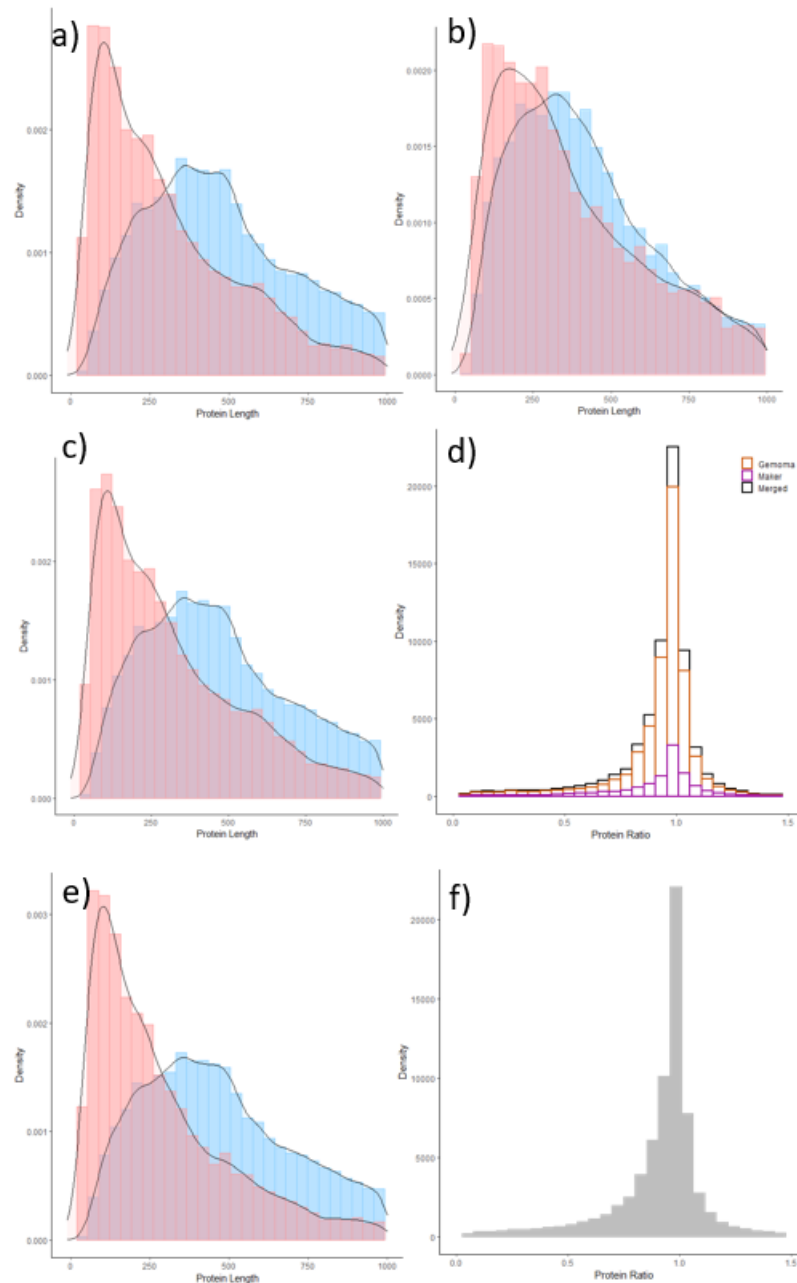 a)
0.002
0.001
0.000
Density
0 250 500 750 1000
Protein Length
b)
0.0020
0.0015
0.0010
0.0005
0.0000
Density
0 250 500 750 1000
Protein Length
c)
0.002
0.001
0.000
Density
0 250 500 750 1000
Protein Length
d)
20000
15000
10000
5000
0
Density
0.0 0.5 1.0 1.5
Protein Ratio
Gemoma
Maker
Merged
e)
0.003
0.002
0.001
0.000
Density
0 250 500 750 1000
Protein Length
f)
20000
15000
10000
5000
0
Density
0.0 0.5 1.0 1.5
Protein Ratio